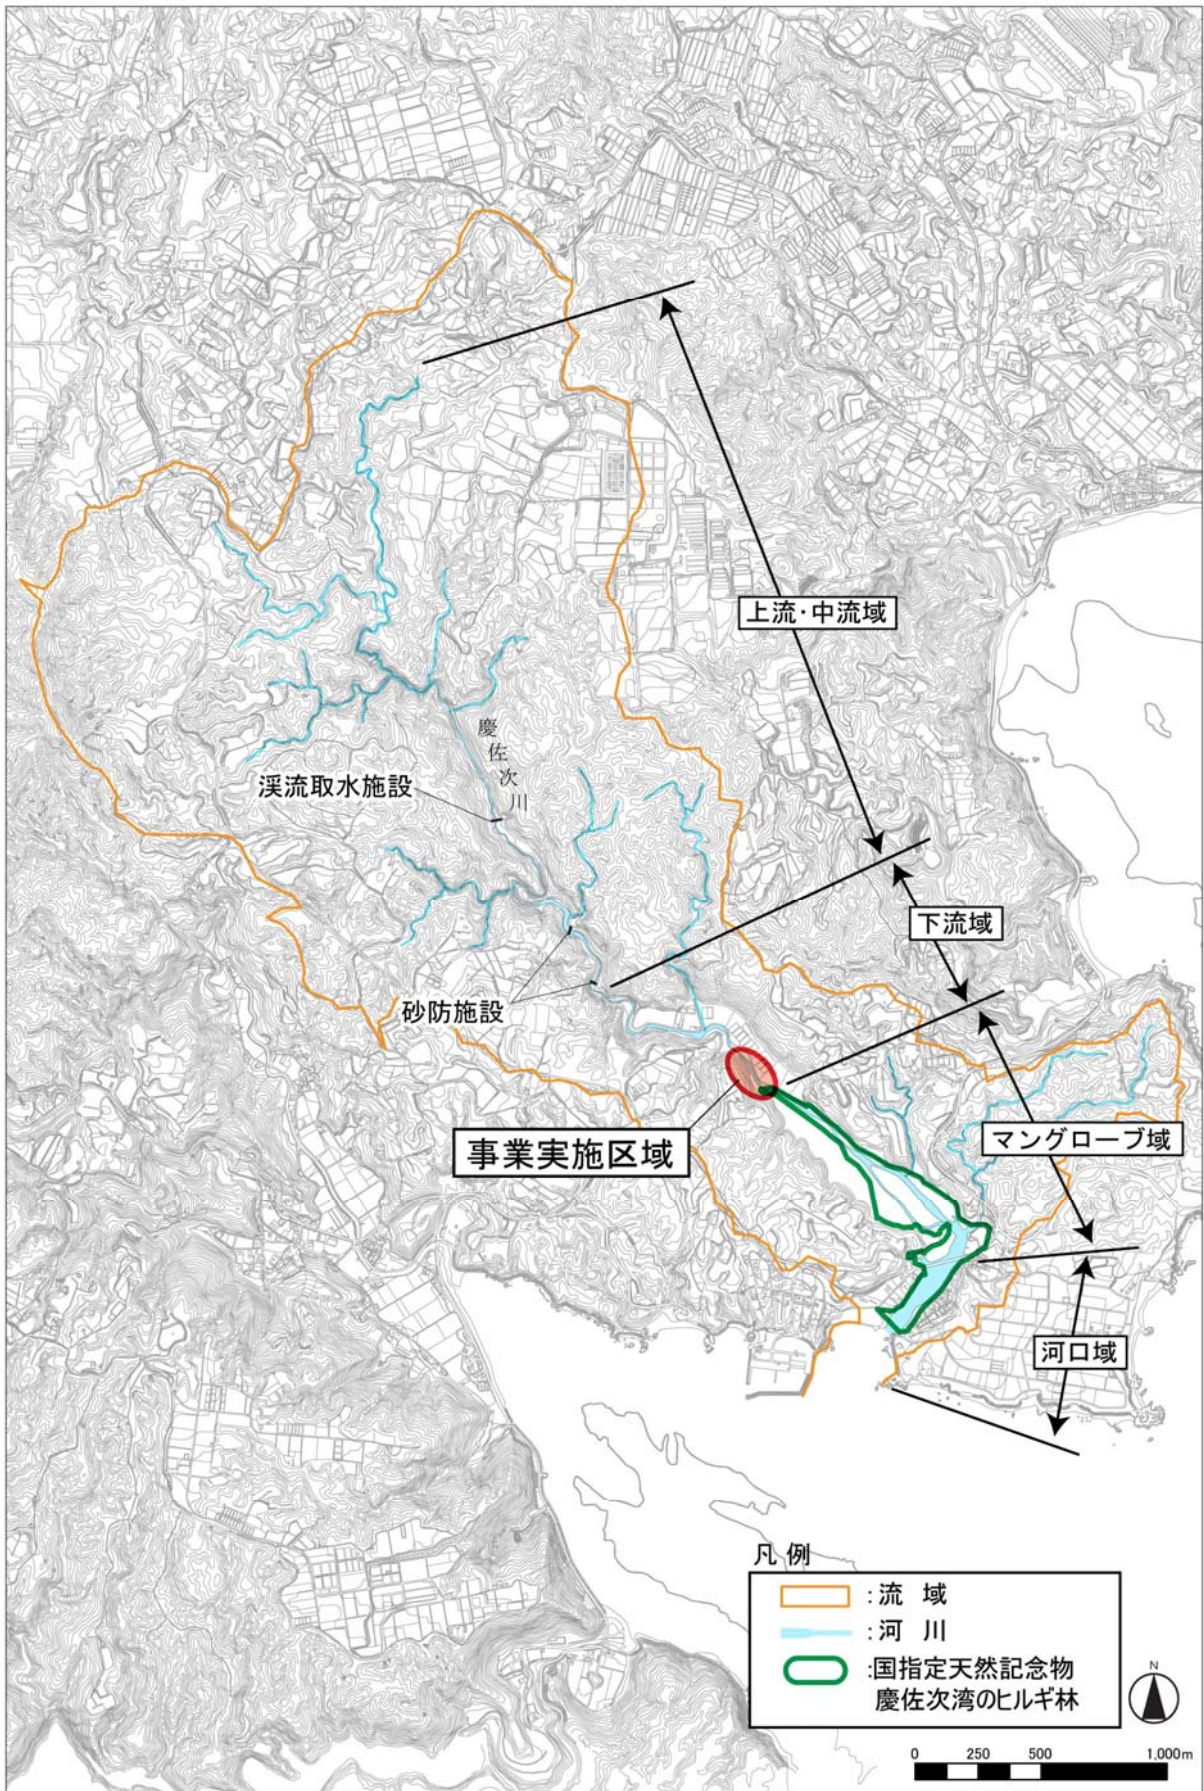 上流・中流域
慶佐次川
渓流取水施設
下流域
砂防施設
事業実施区域
マングローブ域
河口域
凡 例
:流 域
:河 川
:国指定天然記念物
慶佐次湾のヒルギ林
N
0 250 500 1,000m